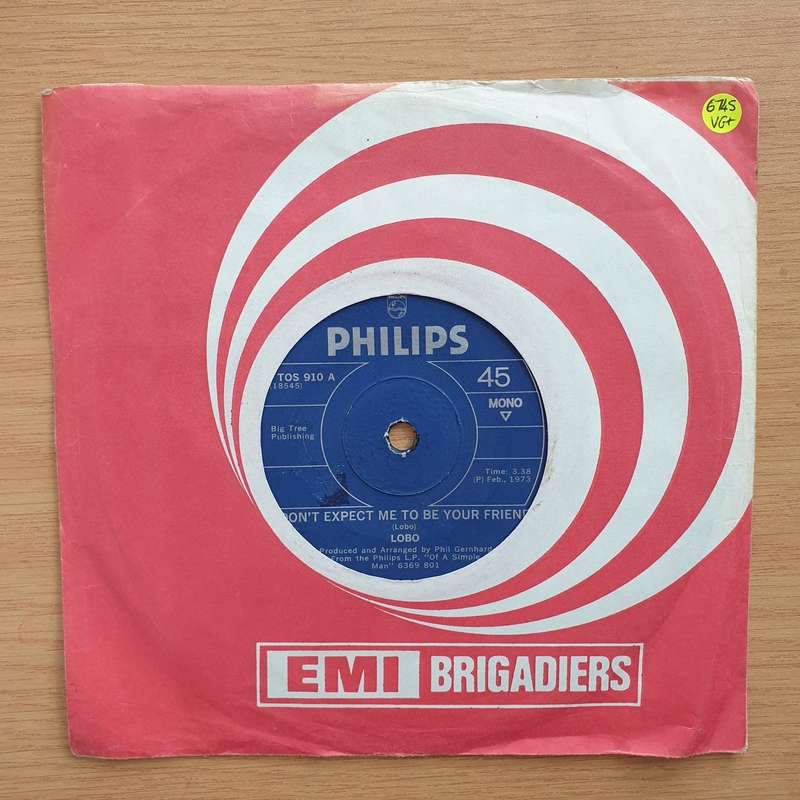 6745
VG+
PHILIPS
TOS 910 A
18545)
45
MONO
Big Tree
Publishing
Time: 3.38
(P) Feb., 1973
DON'T EXPECT ME TO BE YOUR FRIEND
(Lobo)
LOBO
Produced and Arranged by Phil Gernhard
From the Philips L.P. "Of A Simple
Man" 6369 801
EMI BRIGADIERS